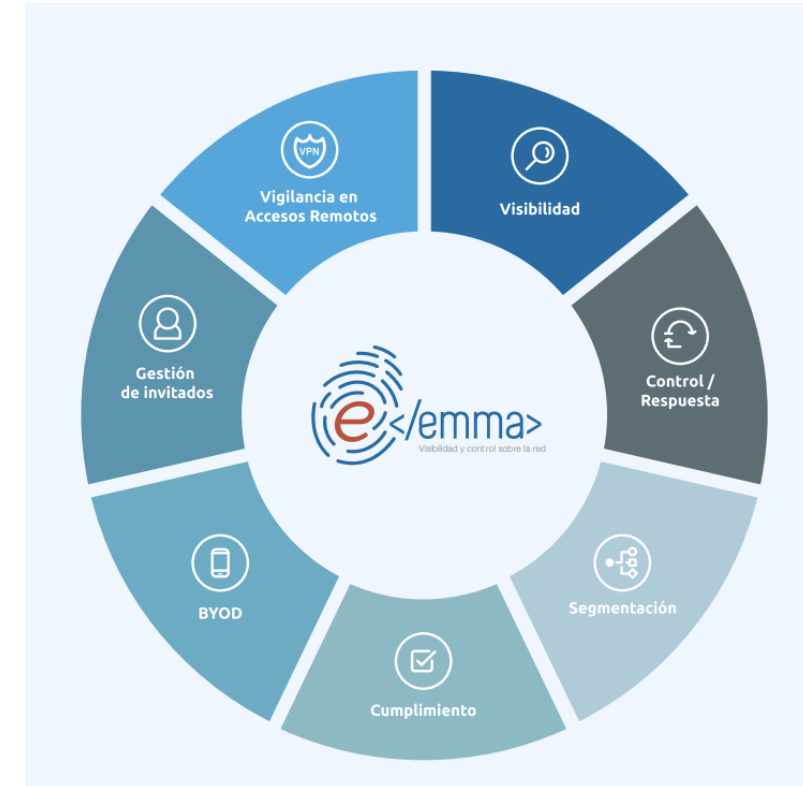 VPN
Vigilancia en
Accesos Remotos
Visibilidad
Gestión
de invitados
Control /
Respuesta
e </emma>
Visibilidad y control sobre la red
BYOD
Segmentación
Cumplimiento